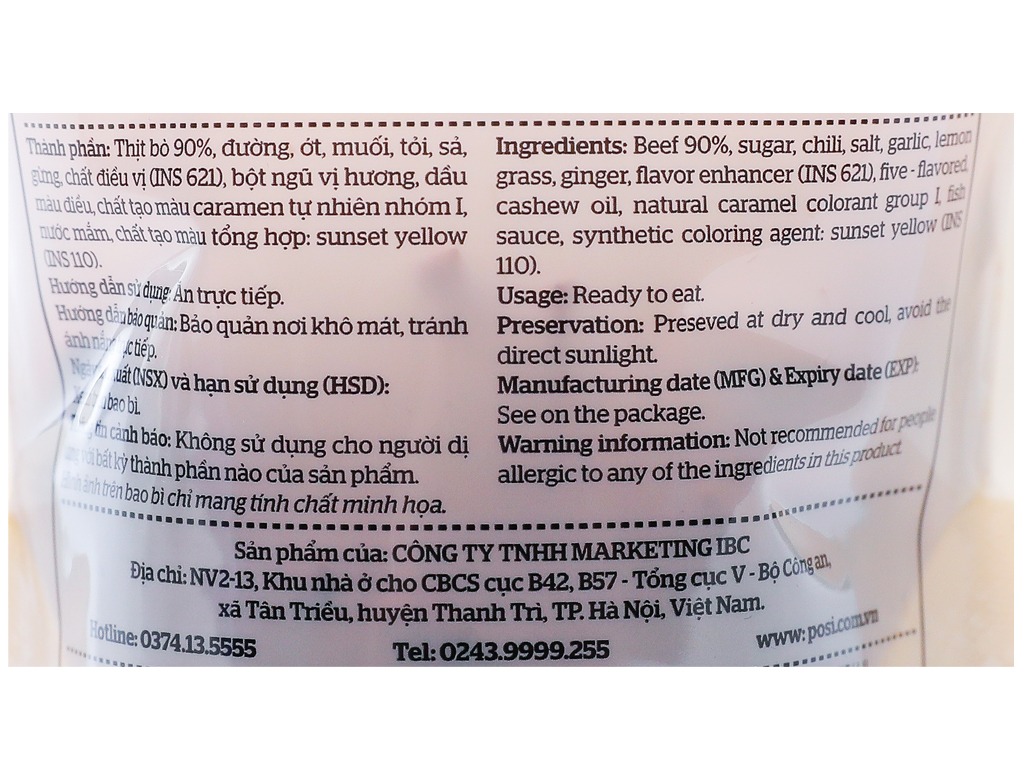 Thành phần: Thịt bò 90%, đường, ớt, muối, tỏi, sả,
gừng, chất điều vị (INS 621), bột ngũ vị hương, dầu
màu điều, chất tạo màu caramen tự nhiên nhóm I,
nước mắm, chất tạo màu tổng hợp: sunset yellow
(INS 110).
Hướng dẫn sử dụng: Ăn trực tiếp.
Hướng dẫn bảo quản: Bảo quản nơi khô mát, tránh
ánh tiếp.
(NSX) và hạn sử dụng (HSD):
bao bì.
cảnh báo: Không sử dụng cho người dị
bất kỳ thành phần nào của sản phẩm.
ảnh trên bao bì chỉ mang tính chất minh họa.
Ingredients: Beef 90%, sugar, chili, salt, garlic, lemon
grass, ginger, flavor enhancer (INS 621), five - flavored,
cashew oil, natural caramel colorant group I, fish
sauce, synthetic coloring agent: sunset yellow (INS
110).
Usage: Ready to eat.
Preservation: Preseved at dry and cool, avoid the
direct sunlight.
Manufacturing date (MFG) & Expiry date (EXP):
See on the package.
Warning information: Not recommended for people
allergic to any of the ingredients in this product.
Sản phẩm của: CÔNG TY TNHH MARKETING IBC
Địa chỉ: NV2-13, Khu nhà ở cho CBCS cục B42, B57 - Tổng cục V - Bộ Công an,
xã Tân Triều, huyện Thanh Trì, TP. Hà Nội, Việt Nam.
Hotline: 0374.13.5555
Tel: 0243.9999.255
www: posi.com.vn